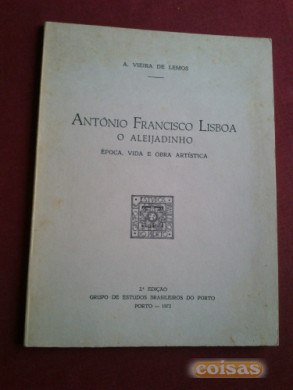 A. VIEIRA DE LEMOS
ANTÓNIO FRANCISCO LISBOA
O ALEIJADINHO
ÉPOCA, VIDA E OBRA ARTÍSTICA
2.ª EDIÇÃO
GRUPO DE ESTUDOS BRASILEIROS DO PORTO
coisas